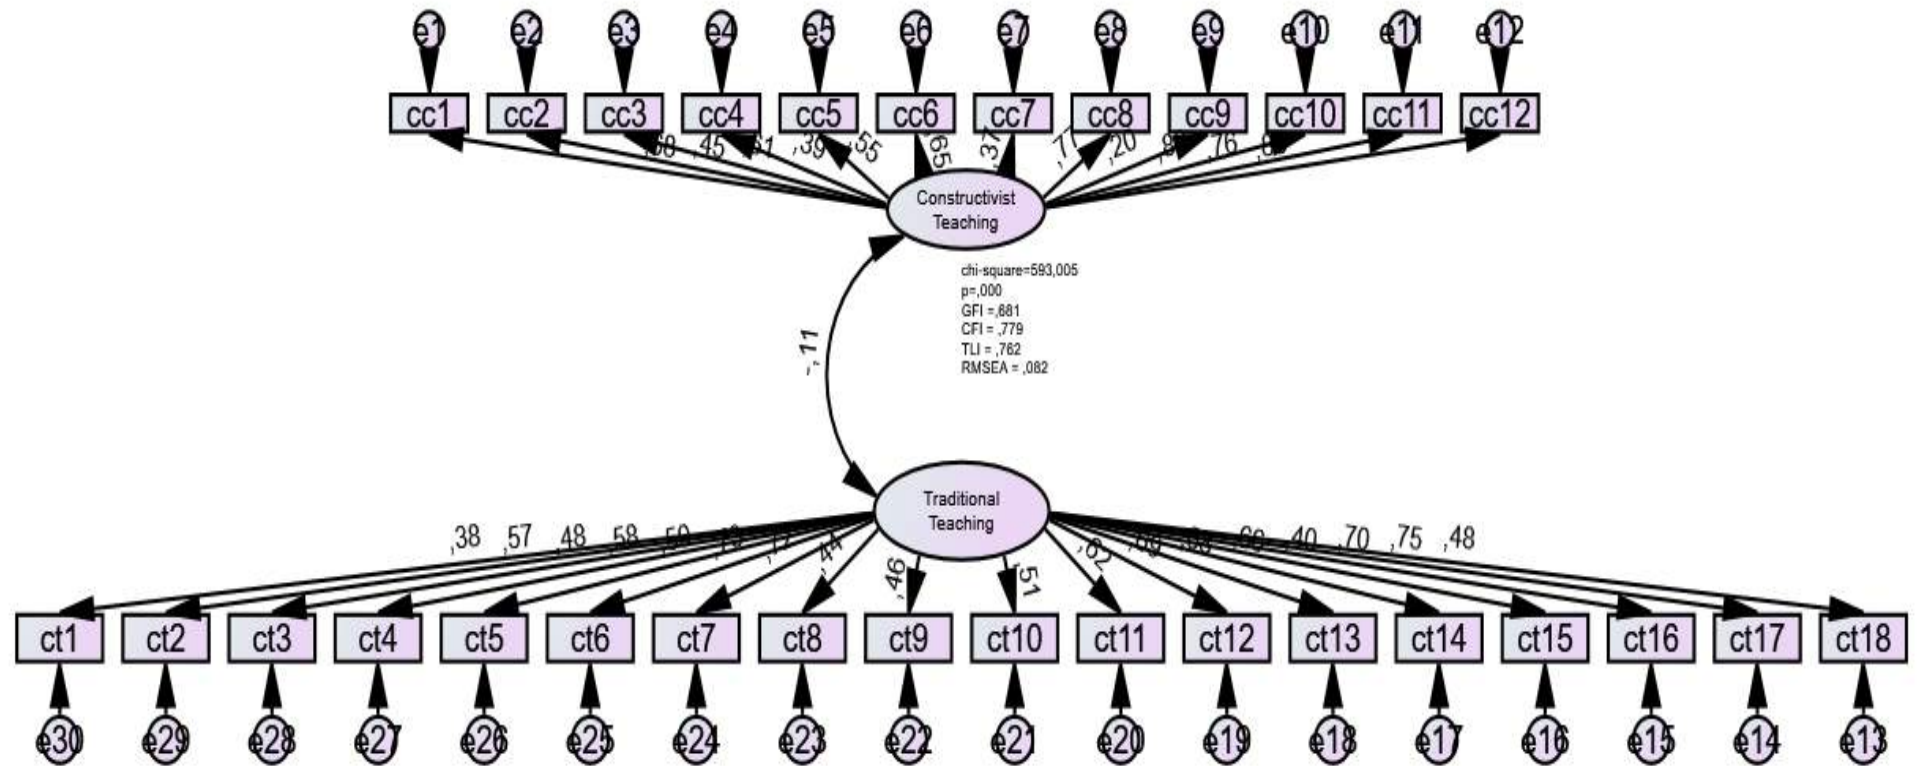 e1 e2 e3 e4 e5 e6 e7 e8 e9 e10 e11 e12
cc1 cc2 cc3 cc4 cc5 cc6 cc7 cc8 cc9 cc10 cc11 cc12
,45 ,39 ,55 ,65 ,37 ,77 ,20 ,76
Constructivist
Teaching
chi-square=593,005
p=,000
GFI =,681
CFI = ,779
TLI = ,762
RMSEA = ,082
-,11
Traditional
Teaching
,38 ,57 ,48 ,58 ,44 ,46 ,51 ,62 ,40 ,70 ,75 ,48
ct1 ct2 ct3 ct4 ct5 ct6 ct7 ct8 ct9 ct10 ct11 ct12 ct13 ct14 ct15 ct16 ct17 ct18
e30 e29 e28 e27 e26 e25 e24 e23 e22 e21 e20 e19 e18 e17 e16 e15 e14 e13